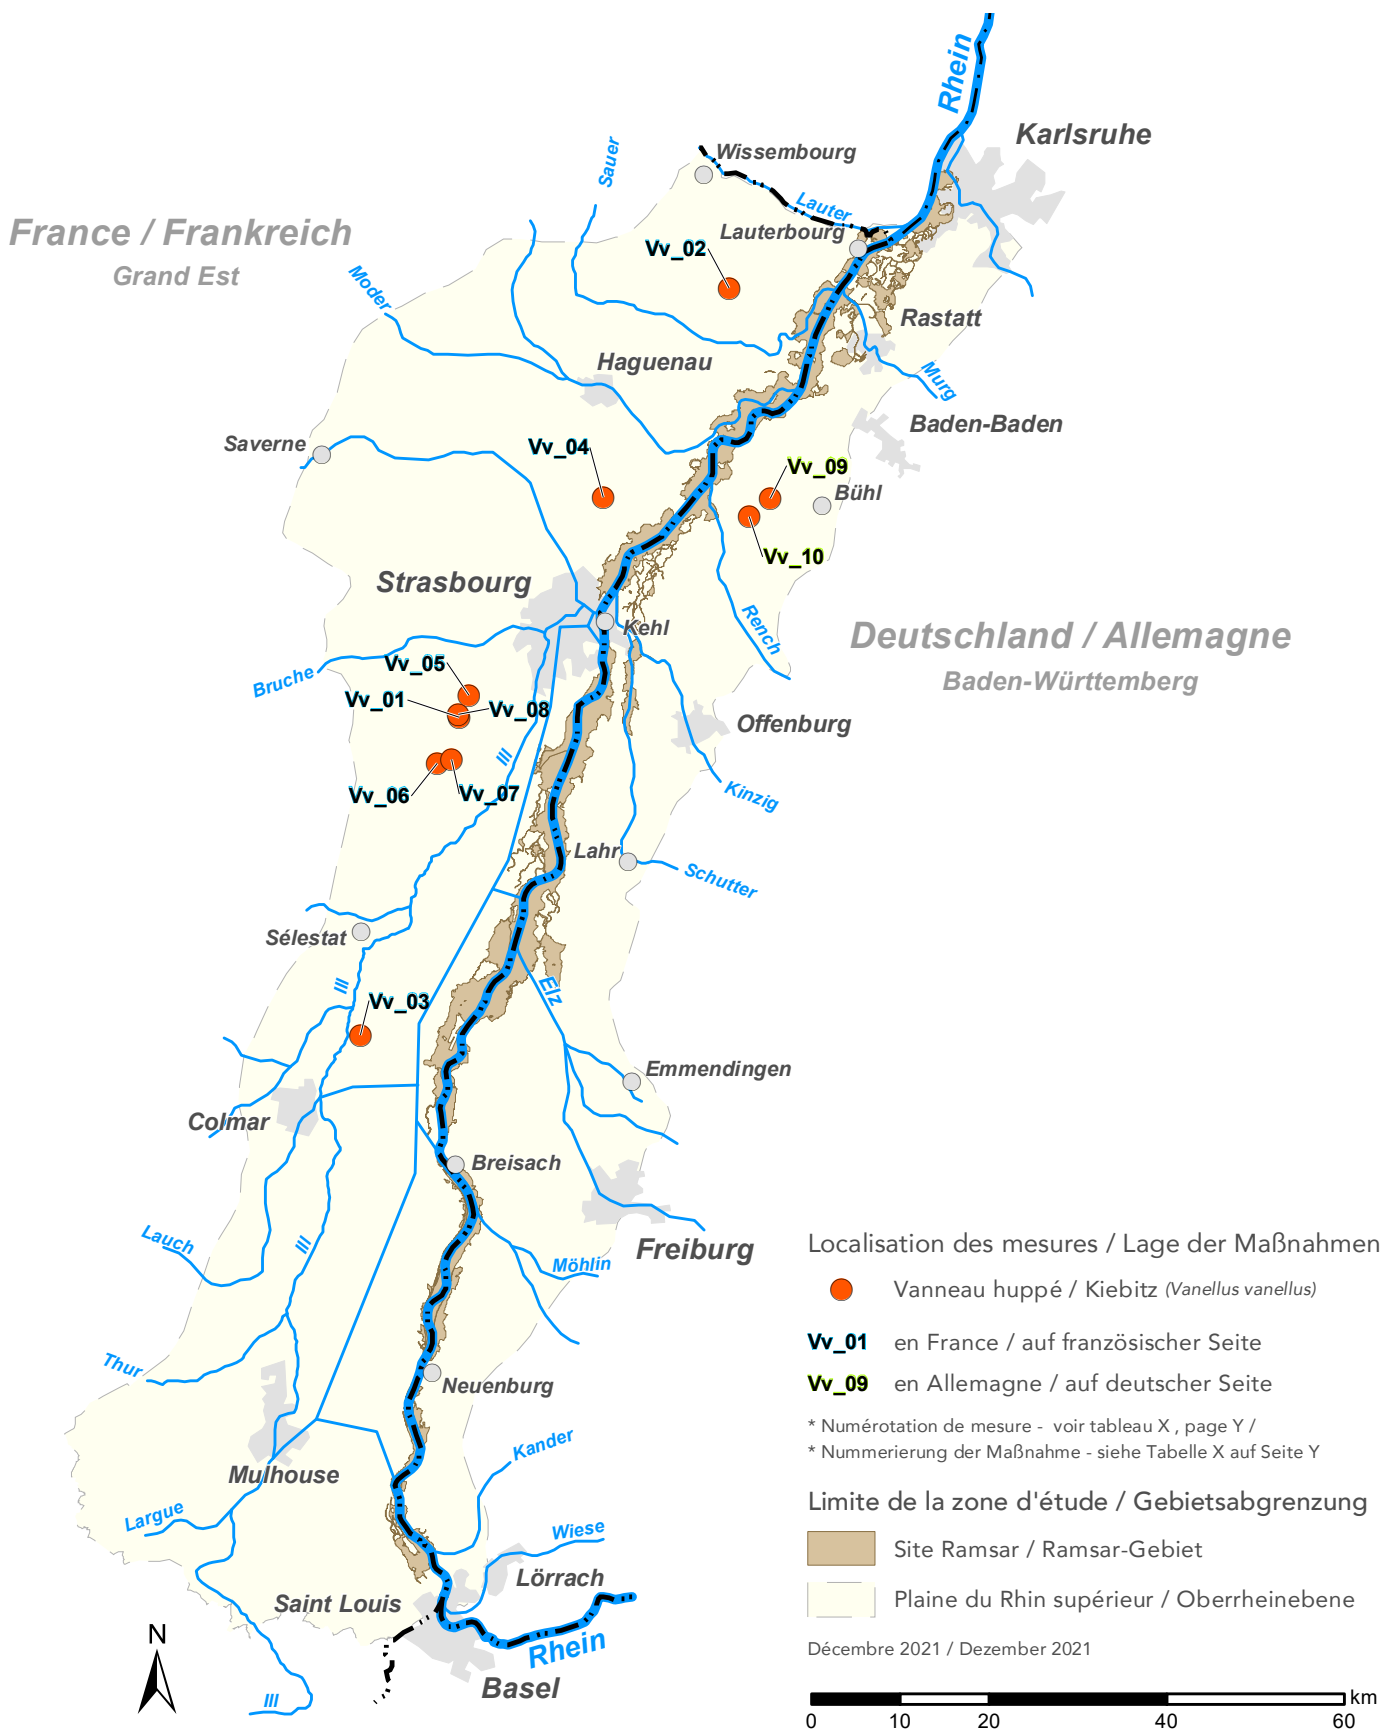 Rhein
Karlsruhe
Wissembourg
Sauer
Lauter
Lauterbourg
France / Frankreich
Grand Est
Vv_02
Moder
Rastatt
Haguenau
Murg
Baden-Baden
Saverne
Vv_04
Vv_09
Bühl
Vv_10
Strasbourg
Rench
Kehl
Deutschland / Allemagne
Baden-Württemberg
Bruche
Vv_05
Vv_01
Vv_08
Offenburg
Ill
Vv_06
Vv_07
Kinzig
Lahr
Schutter
Sélestat
Ill
Elz
Vv_03
Emmendingen
Colmar
Breisach
Lauch
Ill
Freiburg
Möhlin
Thur
Neuenburg
Kander
Mulhouse
Largue
Wiese
Lörrach
Saint Louis
Rhein
Basel
N
Ill
Localisation des mesures / Lage der Maßnahmen
Vanneau huppé / Kiebitz (Vanellus vanellus)
Vv_01 en France / auf französischer Seite
Vv_09 en Allemagne / auf deutscher Seite
* Numérotation de mesure - voir tableau X , page Y /
* Nummerierung der Maßnahme - siehe Tabelle X auf Seite Y
Limite de la zone d'étude / Gebietsabgrenzung
Site Ramsar / Ramsar-Gebiet
Plaine du Rhin supérieur / Oberrheinebene
Décembre 2021 / Dezember 2021
km
0 10 20 40 60